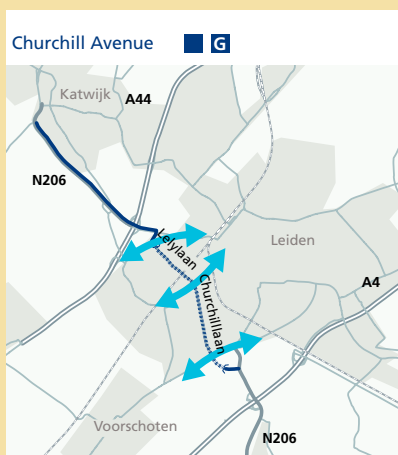 Churchill Avenue G
Katwijk
A44
N206
Lelylaan
Leiden
Churchilllaan
A4
Voorschoten
N206